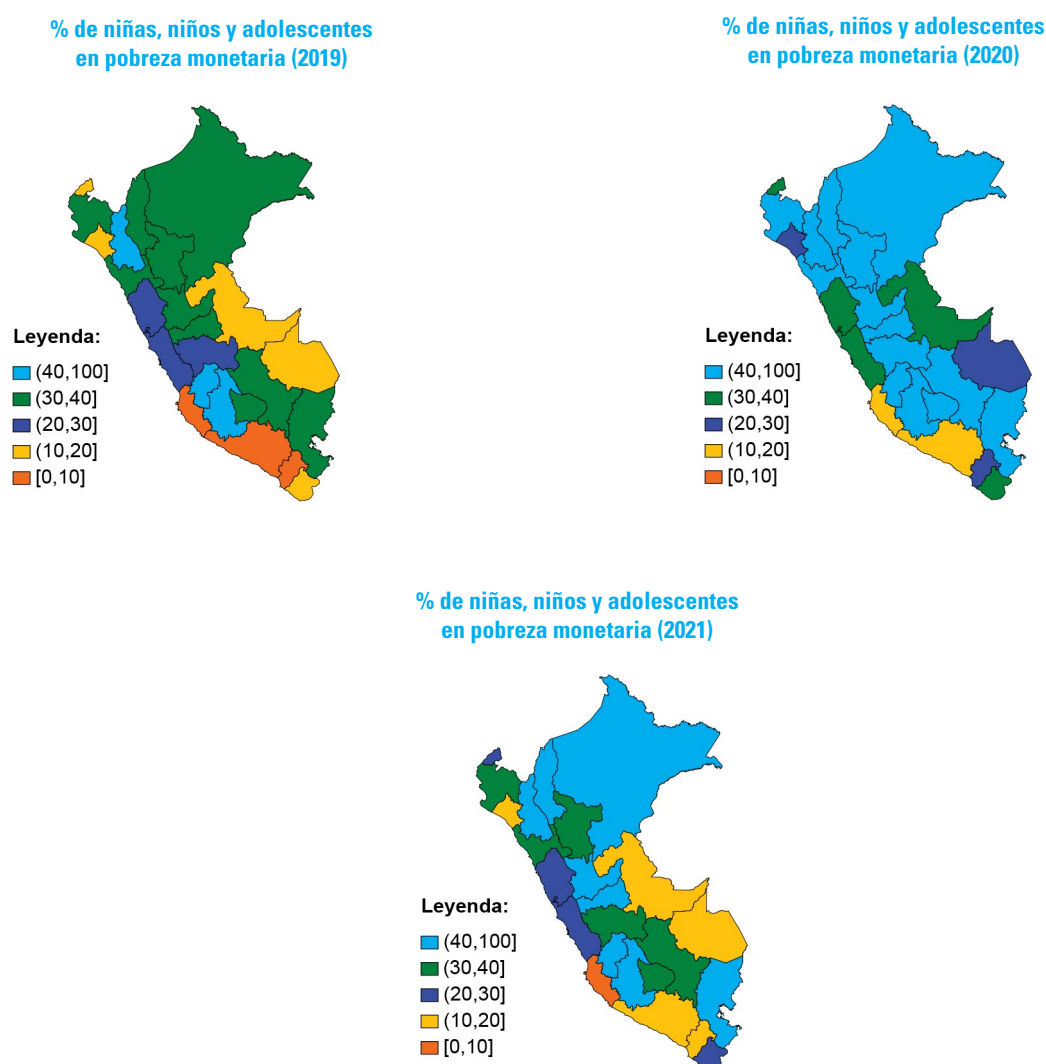 % de niñas, niños y adolescentes
en pobreza monetaria (2019)
Leyenda:
(40,100]
(30,40]
(20,30]
(10,20]
[0,10]
% de niñas, niños y adolescentes
en pobreza monetaria (2020)
Leyenda:
(40,100]
(30,40]
(20,30]
(10,20]
[0,10]
% de niñas, niños y adolescentes
en pobreza monetaria (2021)
Leyenda:
(40,100]
(30,40]
(20,30]
(10,20]
[0,10]